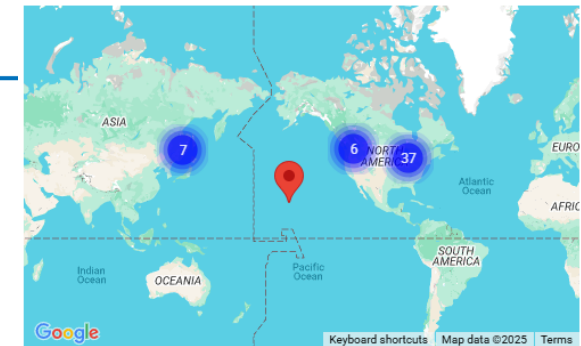 ASIA
7
6
NORTH
AMERICA
37
EURO
Atlantic
Ocean
AFRIC
Indian
Ocean
OCEANIA
Pacific
Ocean
SOUTH
AMERICA
Google
Keyboard shortcuts
Map data ©2025
Terms